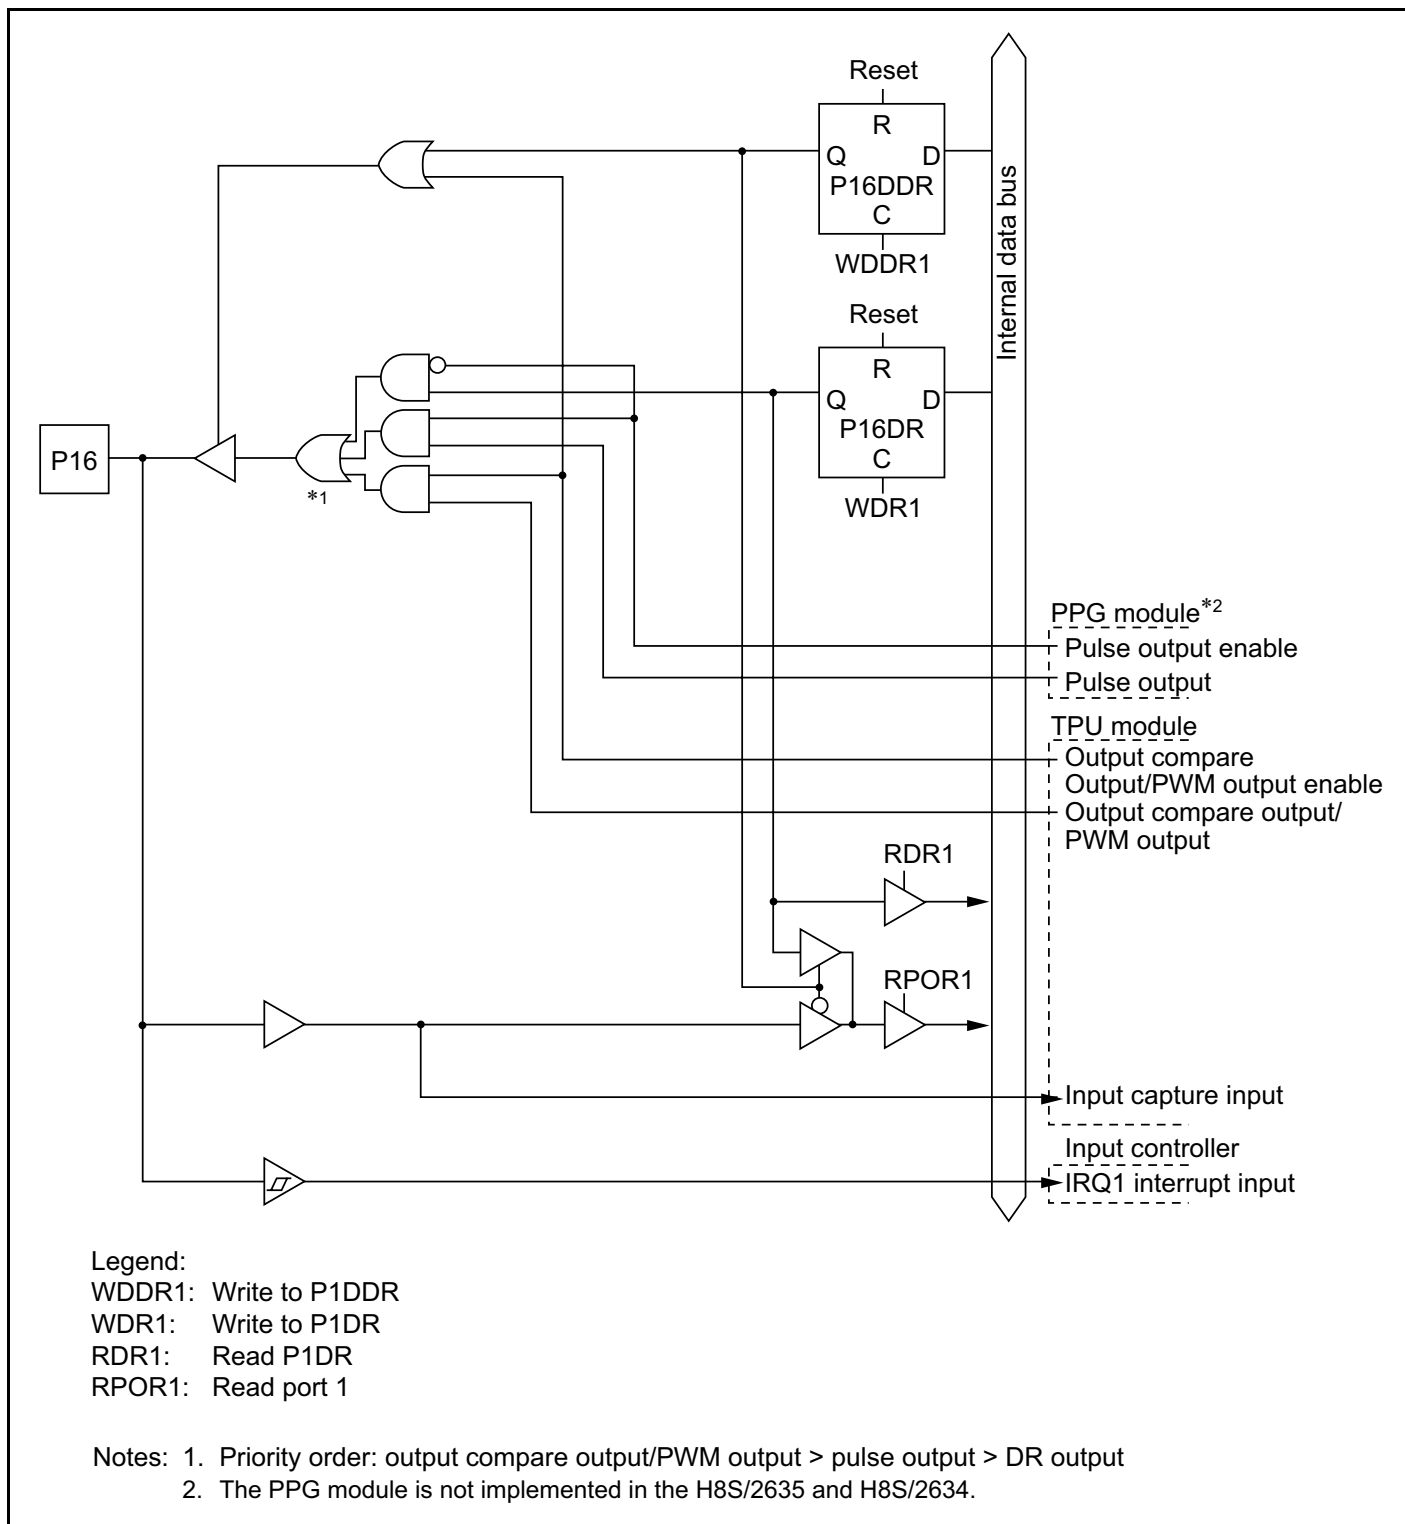 Reset
R
Q D
P16DDR
C
WDDR1
Internal data bus
Reset
R
Q D
P16DR
C
WDR1
P16
*1
PPG module*2
Pulse output enable
Pulse output
TPU module
Output compare
Output/PWM output enable
Output compare output/
PWM output
RDR1
RPOR1
Input capture input
Input controller
IRQ1 interrupt input
Legend:
WDDR1: Write to P1DDR
WDR1: Write to P1DR
RDR1: Read P1DR
RPOR1: Read port 1
Notes: 1. Priority order: output compare output/PWM output > pulse output > DR output
2. The PPG module is not implemented in the H8S/2635 and H8S/2634.